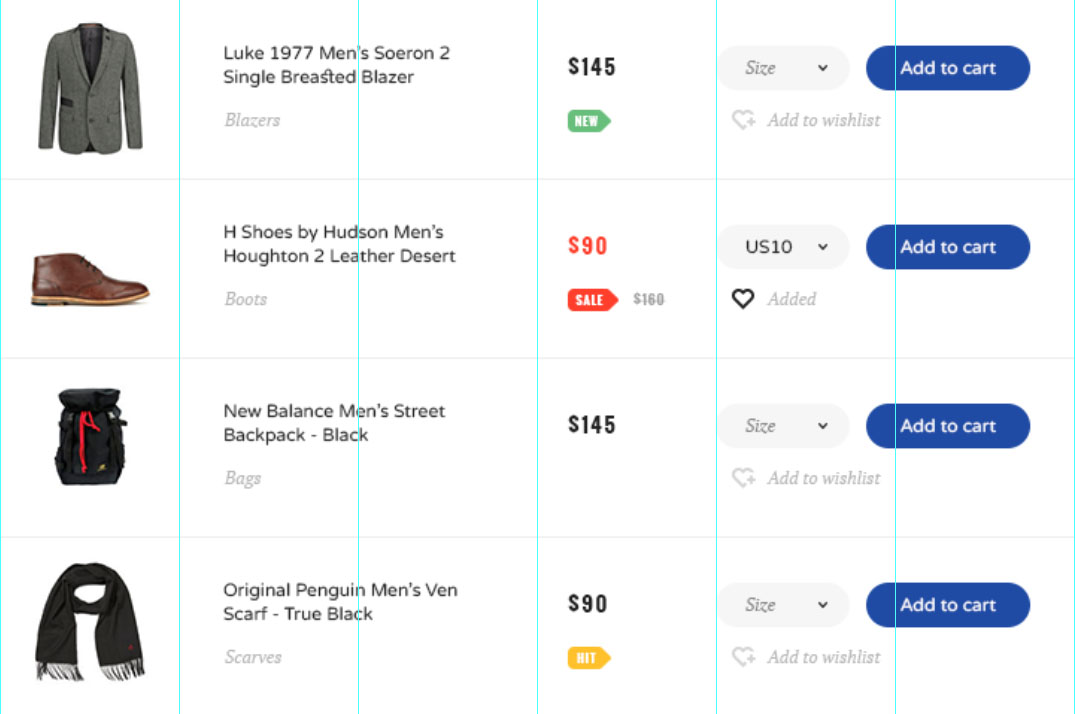 Luke 1977 Men's Soeron 2
Single Breasted Blazer
Blazers
$145
NEW
Size
Add to cart
Add to wishlist
H Shoes by Hudson Men's
Houghton 2 Leather Desert
Boots
$90
SALE $160
US10
Add to cart
Added
New Balance Men's Street
Backpack - Black
Bags
$145
Size
Add to cart
Add to wishlist
Original Penguin Men's Ven
Scarf - True Black
Scarves
$90
HIT
Size
Add to cart
Add to wishlist